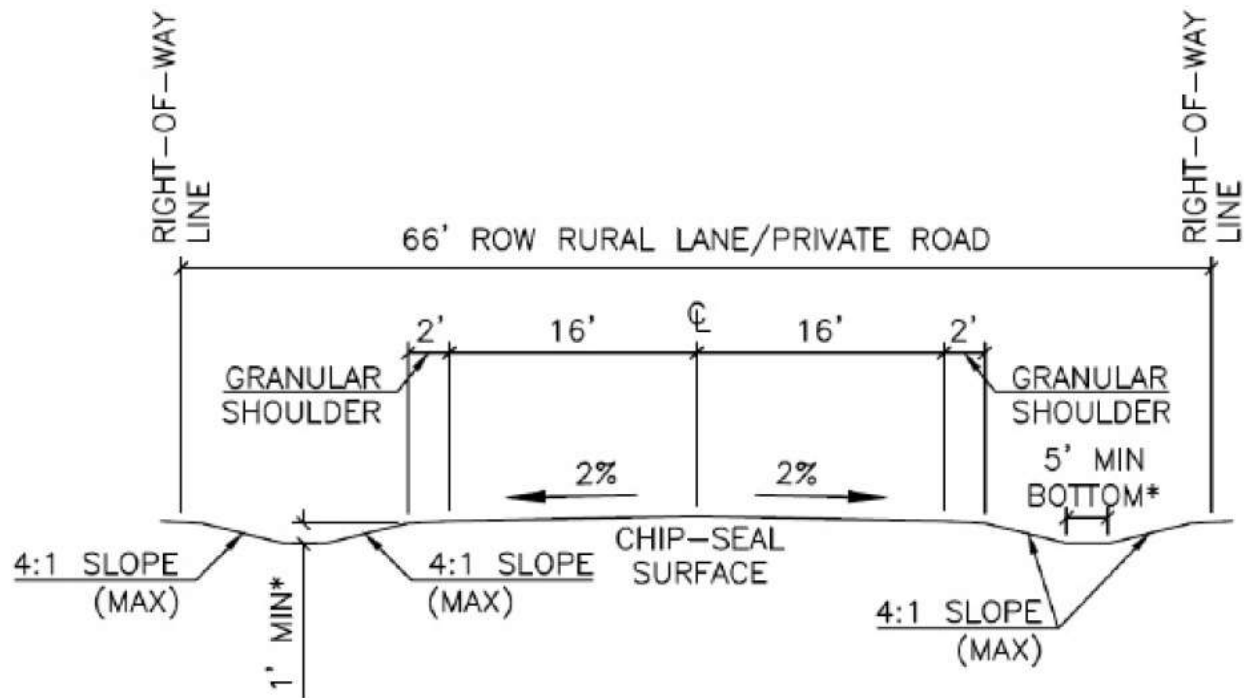 RIGHT-OF-WAY
LINE
RIGHT-OF-WAY
LINE
66' ROW RURAL LANE/PRIVATE ROAD
2'
16'
℄
16'
2'
GRANULAR
SHOULDER
GRANULAR
SHOULDER
2%
2%
5' MIN
BOTTOM*
CHIP-SEAL
SURFACE
4:1 SLOPE
(MAX)
1' MIN*
4:1 SLOPE
(MAX)
4:1 SLOPE
(MAX)